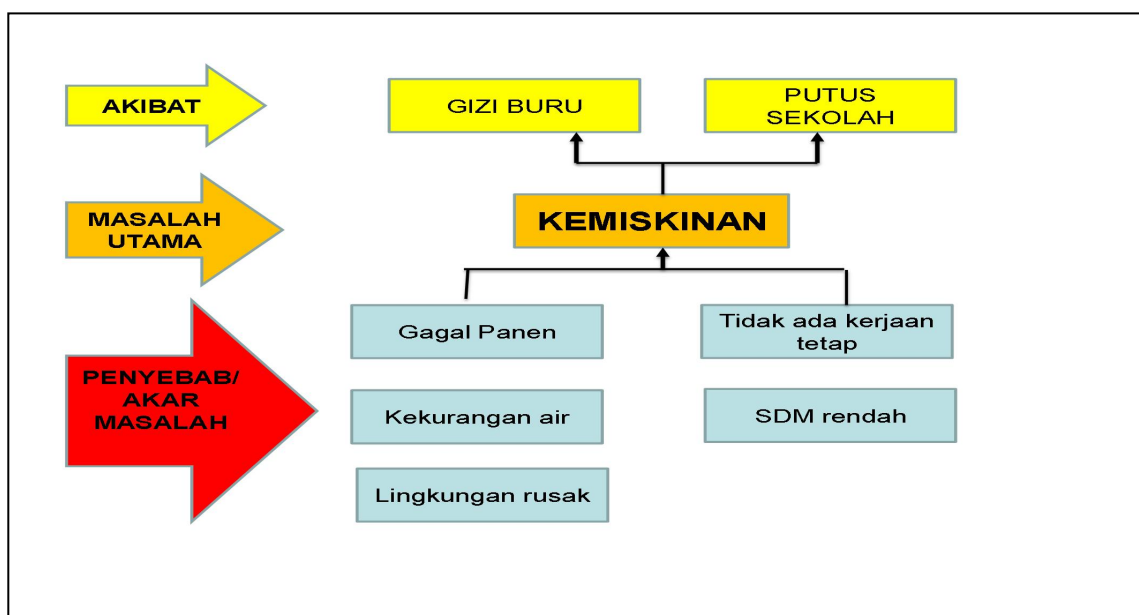 AKIBAT
GIZI BURU
PUTUS
SEKOLAH
MASALAH
UTAMA
KEMISKINAN
PENYEBAB/
AKAR
MASALAH
Gagal Panen
Tidak ada kerjaan
tetap
Kekurangan air
SDM rendah
Lingkungan rusak